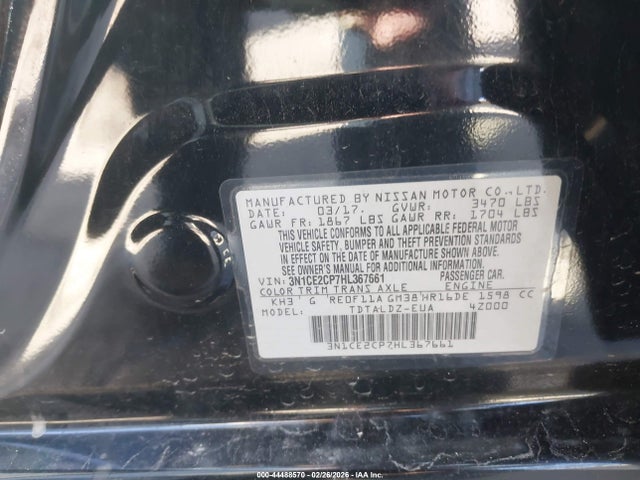 MANUFACTURED BY NISSAN MOTOR CO.,LTD.
DATE: 03/17. GVWR: 3470 LBS
GAWR FR: 1867 LBS GAWR RR: 1704 LBS
THIS VEHICLE CONFORMS TO ALL APPLICABLE FEDERAL MOTOR
VEHICLE SAFETY, BUMPER AND THEFT PREVENTION STANDARDS
IN EFFECT ON THE DATE OF MANUFACTURE SHOWN ABOVE.
SEE OWNER'S MANUAL FOR ADDITIONAL INFORMATION.
VIN: 3N1CE2CP7HL367661 PASSENGER CAR.
COLOR TRIM TRANS AXLE ENGINE
KH3 G RE0F11A GM38 HR16DE 1598 CC
MODEL: TDTALDZ-EUA 4Z000
3N1CE2CP7HL367661
000-44488570 02/26/2026 IAA Inc.